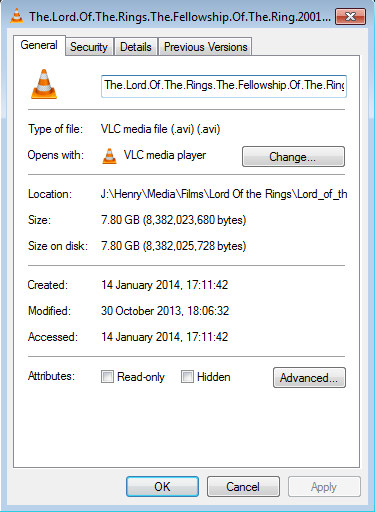 The.Lord.Of.The.Rings.The.Fellowship.Of.The.Ring.2001...
General Security Details Previous Versions
The.Lord.Of.The.Rings.The.Fellowship.Of.The.Ring
Type of file: VLC media file (.avi) (.avi)
Opens with: VLC media player Change...
Location: J:\Henry\Media\Films\Lord Of the Rings\Lord_of_th
Size: 7.80 GB (8,382,023,680 bytes)
Size on disk: 7.80 GB (8,382,025,728 bytes)
Created: 14 January 2014, 17:11:42
Modified: 30 October 2013, 18:06:32
Accessed: 14 January 2014, 17:11:42
Attributes: Read-only Hidden Advanced...
OK Cancel Apply